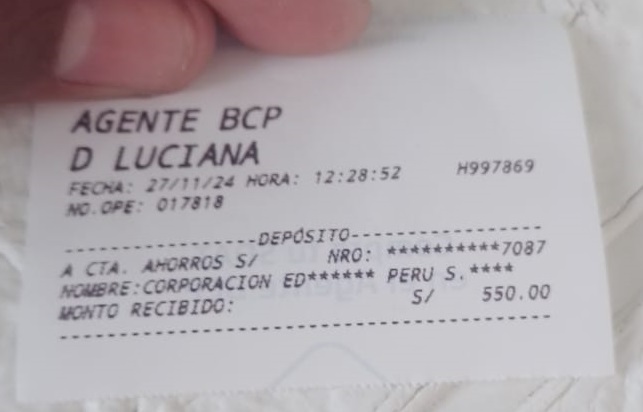 AGENTE BCP
D LUCIANA
FECHA: 27/11/24 HORA: 12:28:52 H997869
NO.OPE: 017818
--------------------DEPÓSITO--------------------
A CTA. AHORROS S/ NRO: **********7087
NOMBRE:CORPORACION ED****** PERU S.****
MONTO RECIBIDO: S/ 550.00